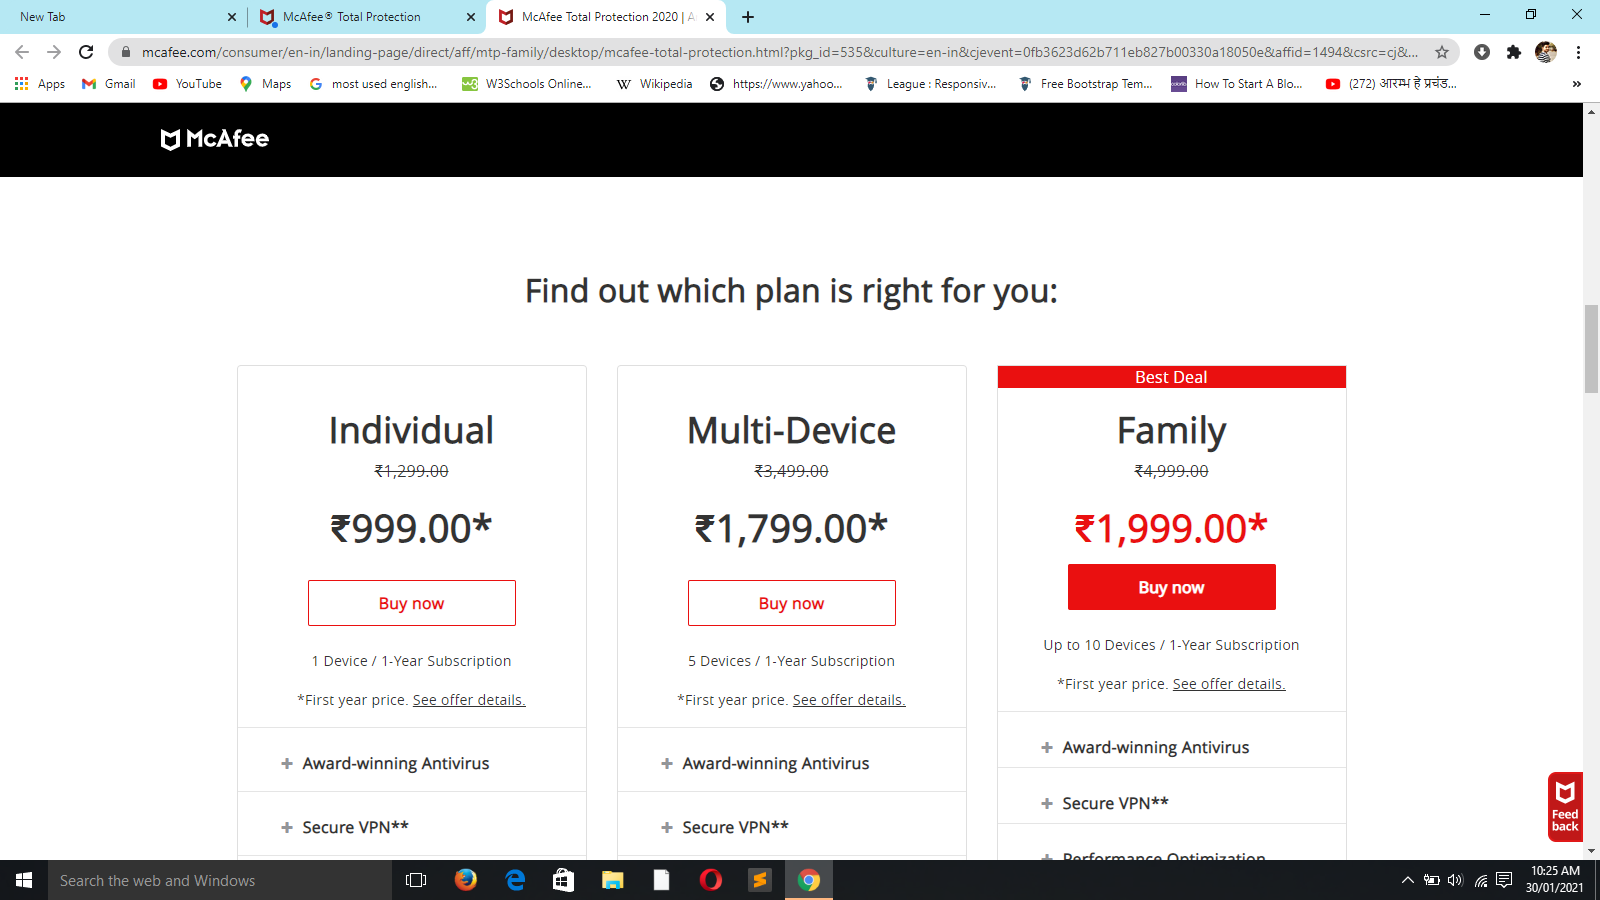 New Tab
McAfee® Total Protection
McAfee Total Protection 2020 | A
mcafee.com/consumer/en-in/landing-page/direct/aff/mtp-family/desktop/mcafee-total-protection.html?pkg_id=535&culture=en-in&cjevent=0fb3623d62b711eb827b00330a18050e&affid=1494&csrc=cj&...
Apps
Gmail
YouTube
Maps
most used english...
W3Schools Online...
Wikipedia
https://www.yahoo...
League : Responsiv...
Free Bootstrap Tem...
How To Start A Blo...
(272) आरम्भ है प्रचंड...
McAfee
Find out which plan is right for you:
Individual
₹1,299.00
₹999.00*
Buy now
1 Device / 1-Year Subscription
*First year price. See offer details.
+ Award-winning Antivirus
+ Secure VPN**
Multi-Device
₹3,499.00
₹1,799.00*
Buy now
5 Devices / 1-Year Subscription
*First year price. See offer details.
+ Award-winning Antivirus
+ Secure VPN**
Best Deal
Family
₹4,999.00
₹1,999.00*
Buy now
Up to 10 Devices / 1-Year Subscription
*First year price. See offer details.
+ Award-winning Antivirus
+ Secure VPN**
+ Performance Optimization
Feed
back
Search the web and Windows
10:25 AM
30/01/2021